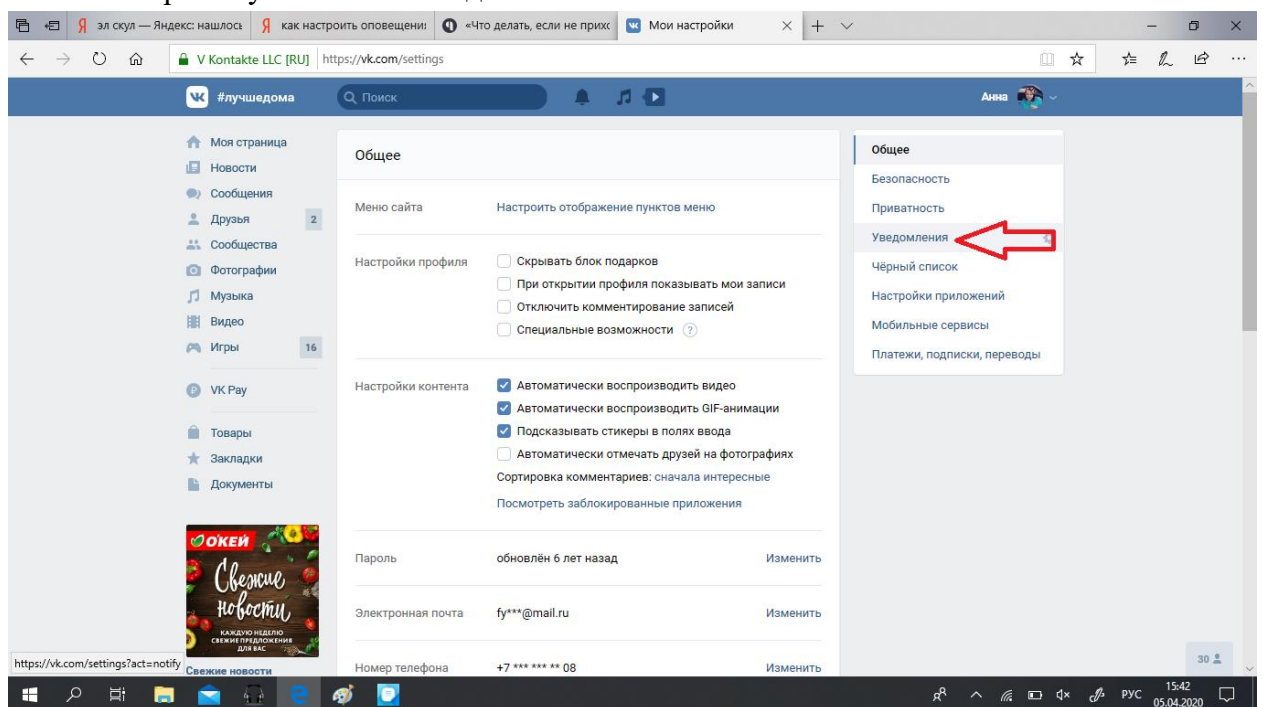 эл скул — Яндекс: нашлось
как настроить оповещени
«Что делать, если не прихо
Мои настройки
V Kontakte LLC [RU]
https://vk.com/settings
#лучшедома
Поиск
Анна
Моя страница
Новости
Сообщения
Друзья 2
Сообщества
Фотографии
Музыка
Видео
Игры 16
VK Pay
Товары
Закладки
Документы
О'КЕЙ
Свежие
новости
КАЖДУЮ НЕДЕЛЮ
СВЕЖИЕ ПРЕДЛОЖЕНИЯ
ДЛЯ ВАС
Свежие новости
Общее
Меню сайта Настроить отображение пунктов меню
Настройки профиля Скрывать блок подарков
При открытии профиля показывать мои записи
Отключить комментирование записей
Специальные возможности ?
Настройки контента Автоматически воспроизводить видео
Автоматически воспроизводить GIF-анимации
Подсказывать стикеры в полях ввода
Автоматически отмечать друзей на фотографиях
Сортировка комментариев: сначала интересные
Посмотреть заблокированные приложения
Пароль обновлён 6 лет назад Изменить
Электронная почта fy***@mail.ru Изменить
Номер телефона +7 *** *** ** 08 Изменить
Общее
Безопасность
Приватность
Уведомления
Чёрный список
Настройки приложений
Мобильные сервисы
Платежи, подписки, переводы
30
https://vk.com/settings?act=notify
РУС
15:42
05.04.2020